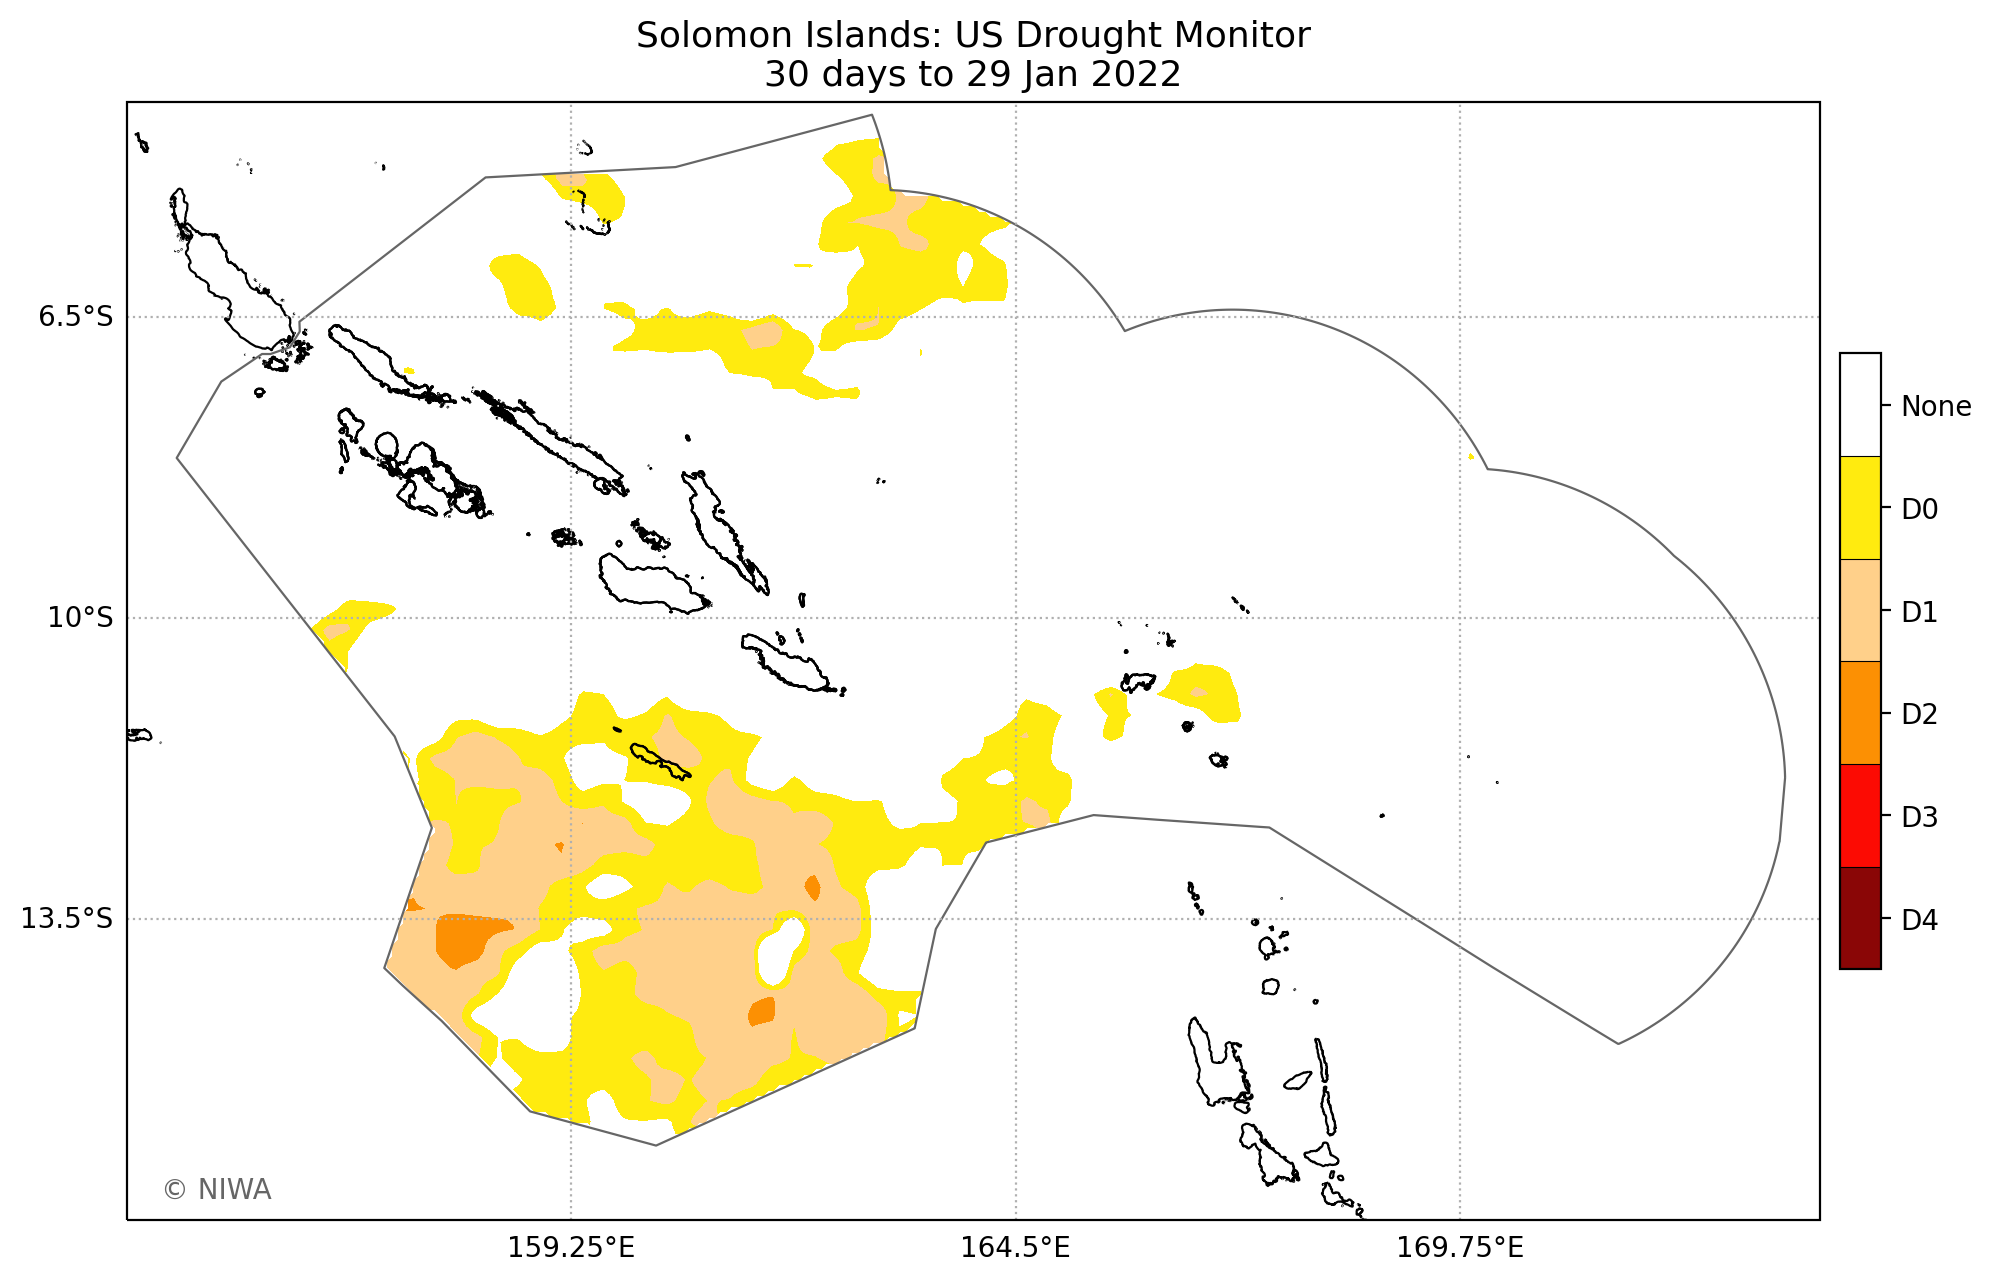 Solomon Islands: US Drought Monitor
30 days to 29 Jan 2022
6.5°S
10°S
13.5°S
159.25°E
164.5°E
169.75°E
None
D0
D1
D2
D3
D4
© NIWA